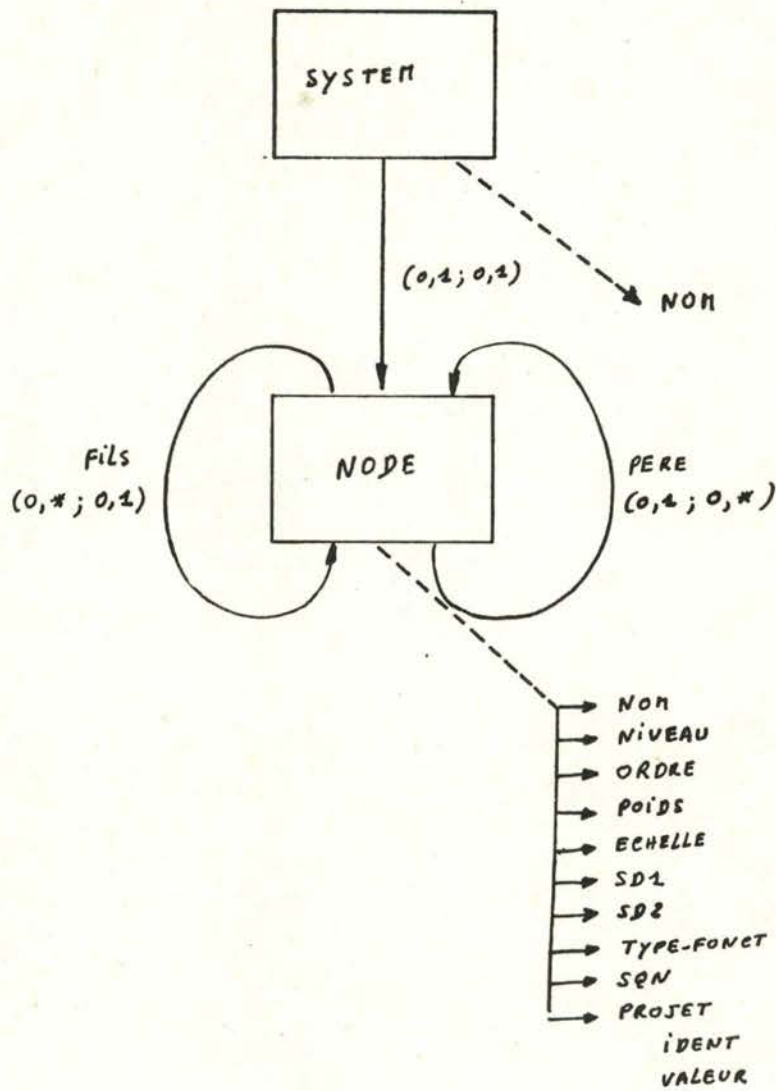 SYSTEM
(0,1; 0,1)
NOM
FiLS
(0,*; 0,1)
NODE
PERE
(0,1; 0,*)
NOM
NiVEAU
ORDRE
POiDS
ECHELLE
SD1
SD2
TYPE-FONCT
SQN
PROJET
iDENT
VALEUR